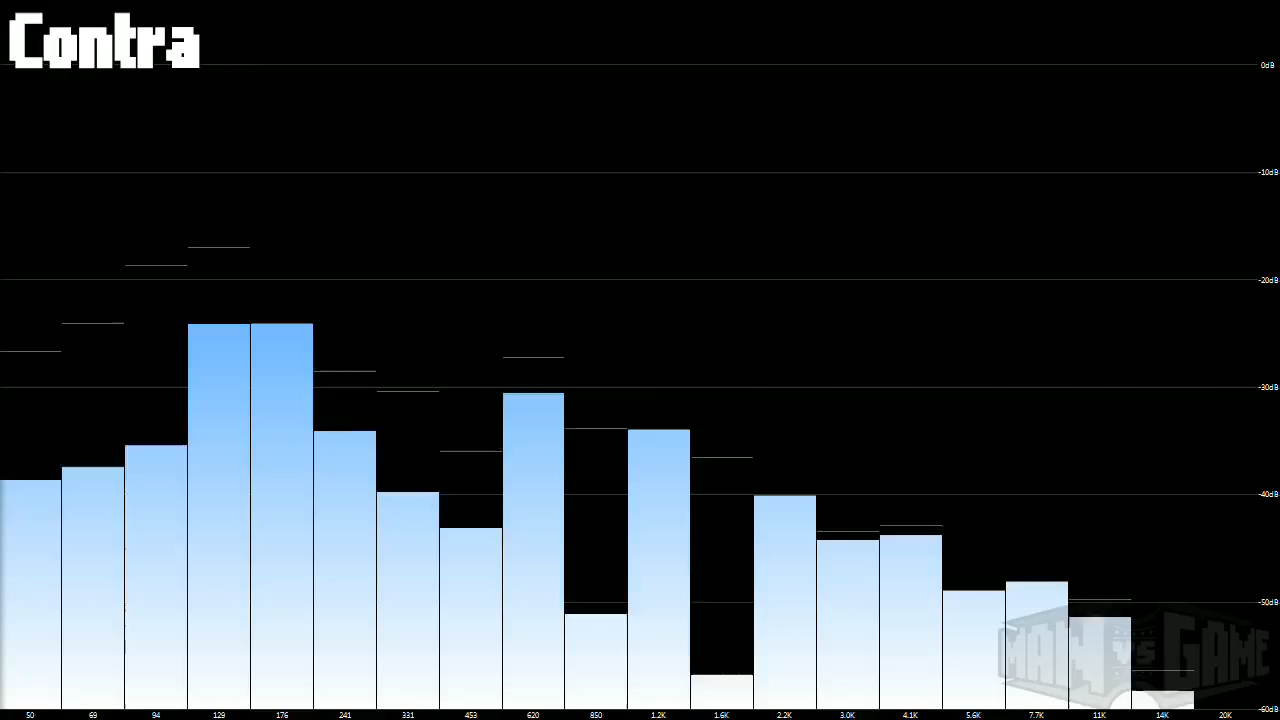 Contra
0dB
-10dB
-20dB
-30dB
-40dB
-50dB
MAN VS GAME
-60dB
50 69 94 129 176 241 331 453 620 850 1.2K 1.6K 2.2K 3.0K 4.1K 5.6K 7.7K 11K 14K 20K